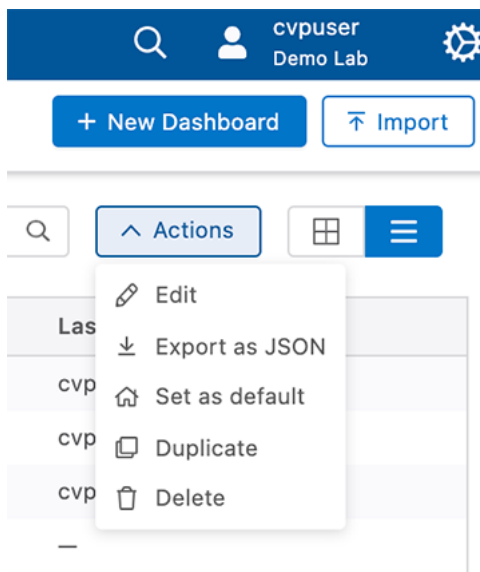 cvpuser
Demo Lab
+ New Dashboard
Import
Actions
Edit
Las
Export as JSON
cvp
Set as default
cvp
Duplicate
cvp
Delete
—